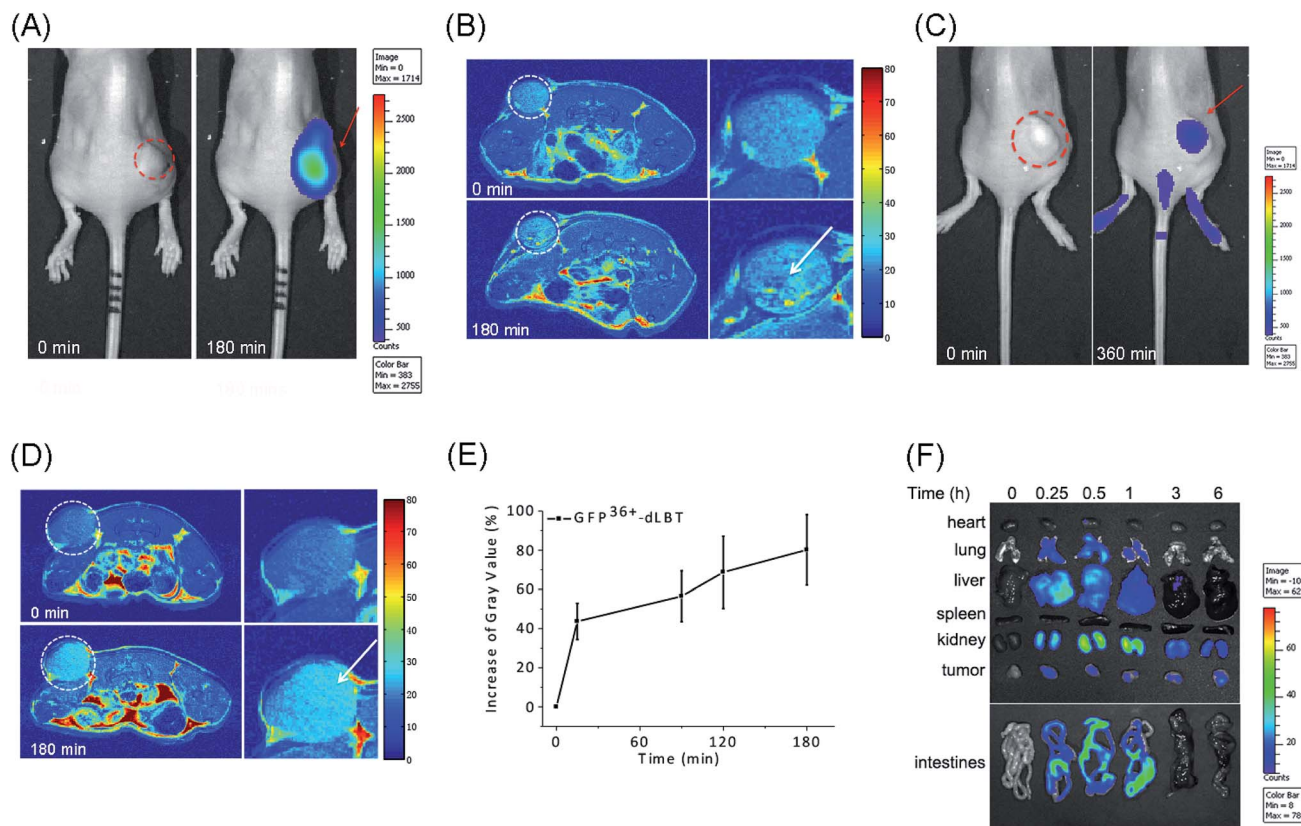 (A)
0 min
180 min
Image
Min = 0
Max = 1714
2500
2000
1500
1000
500
Counts
Color Bar
Min = 383
Max = 2755
(B)
0 min
180 min
80
70
60
50
40
30
20
10
0
(C)
0 min
360 min
Image
Min = 0
Max = 1714
2500
2000
1500
1000
500
Counts
Color Bar
Min = 383
Max = 2755
(D)
0 min
180 min
80
70
60
50
40
30
20
10
0
(E)
GFP36+-dLBT
Increase of Gray Value (%)
100
80
60
40
20
0
0 60 120 180
Time (min)
(F)
Time (h) 0 0.25 0.5 1 3 6
heart
lung
liver
spleen
kidney
tumor
intestines
Image
Min = -10
Max = 62
60
40
20
Counts
Color Bar
Min = 8
Max = 78